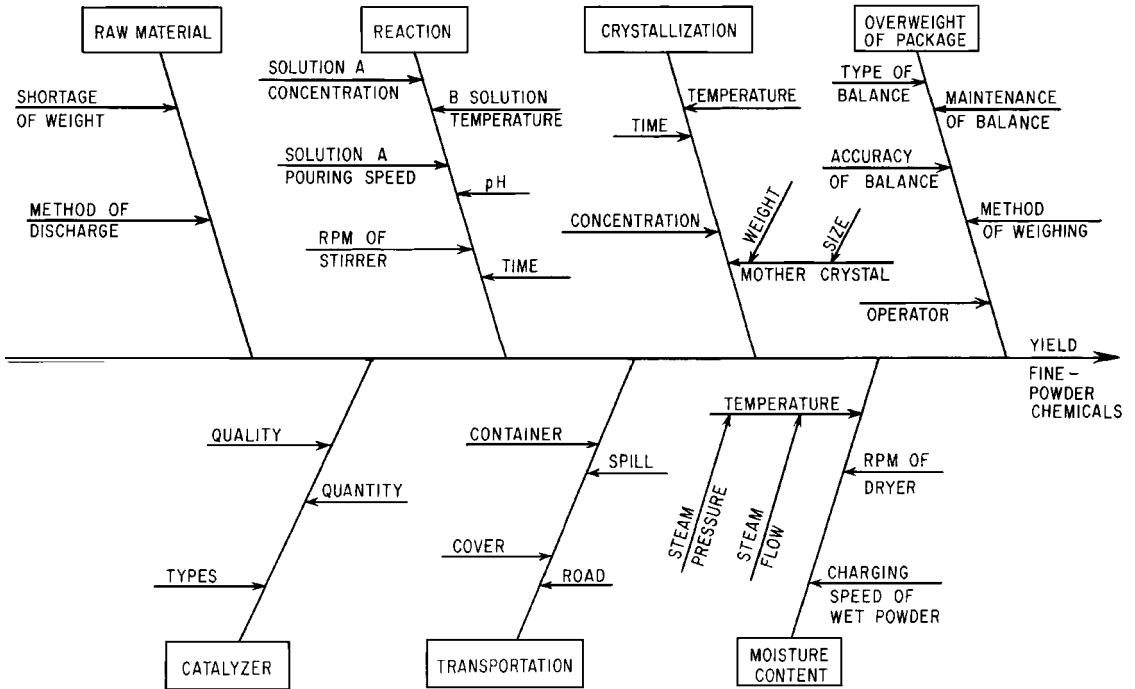 RAW MATERIAL
REACTION
CRYSTALLIZATION
OVERWEIGHT
OF PACKAGE
SHORTAGE
OF WEIGHT
METHOD OF
DISCHARGE
SOLUTION A
CONCENTRATION
B SOLUTION
TEMPERATURE
SOLUTION A
POURING SPEED
pH
RPM OF
STIRRER
TIME
TEMPERATURE
TIME
CONCENTRATION
WEIGHT
SIZE
MOTHER CRYSTAL
TYPE OF
BALANCE
MAINTENANCE
OF BALANCE
ACCURACY
OF BALANCE
METHOD
OF WEIGHING
OPERATOR
YIELD
FINE-
POWDER
CHEMICALS
QUALITY
QUANTITY
TYPES
CATALYZER
CONTAINER
SPILL
COVER
ROAD
TRANSPORTATION
TEMPERATURE
STEAM
PRESSURE
STEAM
FLOW
RPM OF
DRYER
CHARGING
SPEED OF
WET POWDER
MOISTURE
CONTENT